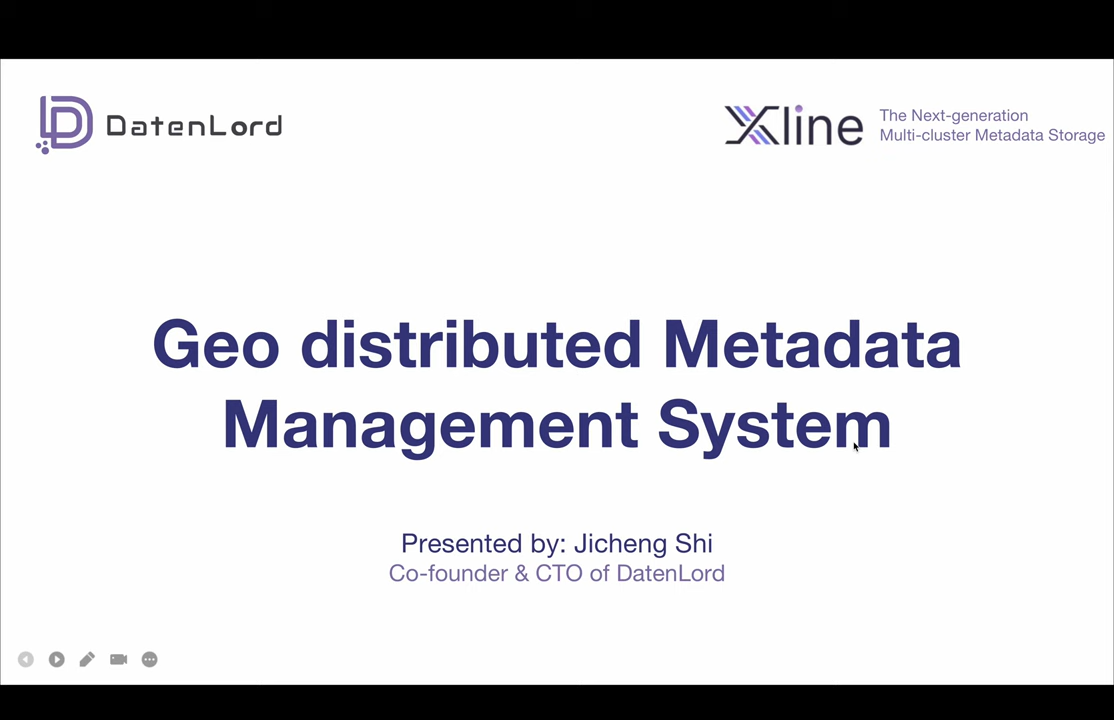 DatenLord
Xline
The Next-generation
Multi-cluster Metadata Storage
Geo distributed Metadata
Management System
Presented by: Jicheng Shi
Co-founder & CTO of DatenLord